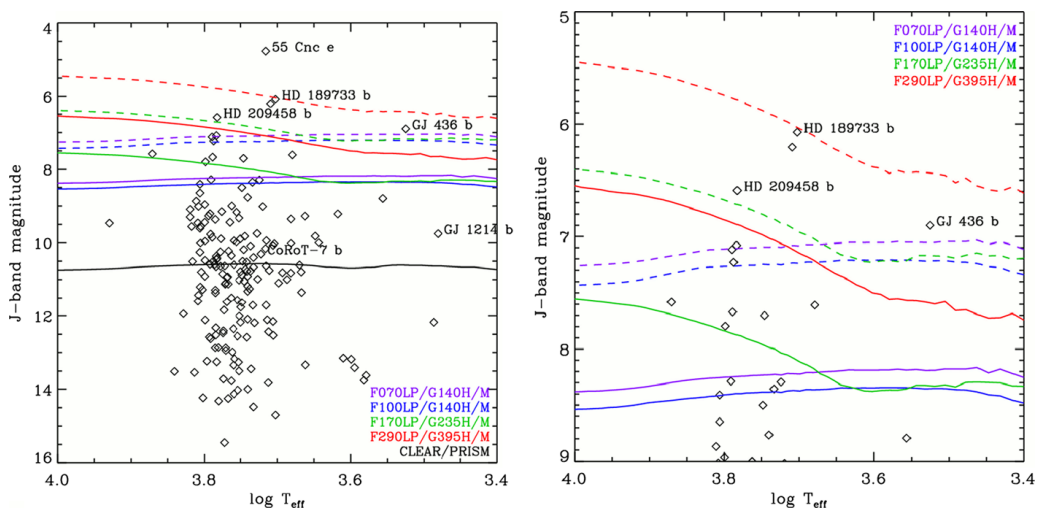 4
6
8
10
12
14
16
J-band magnitude
55 Cnc e
HD 189733 b
HD 209458 b
GJ 436 b
GJ 1214 b
CoRoT-7 b
F070LP/G140H/M
F100LP/G140H/M
F170LP/G235H/M
F290LP/G395H/M
CLEAR/PRISM
4.0 3.8 3.6 3.4
log Teff
5
6
7
8
9
J-band magnitude
F070LP/G140H/M
F100LP/G140H/M
F170LP/G235H/M
F290LP/G395H/M
HD 189733 b
HD 209458 b
GJ 436 b
4.0 3.8 3.6 3.4
log Teff